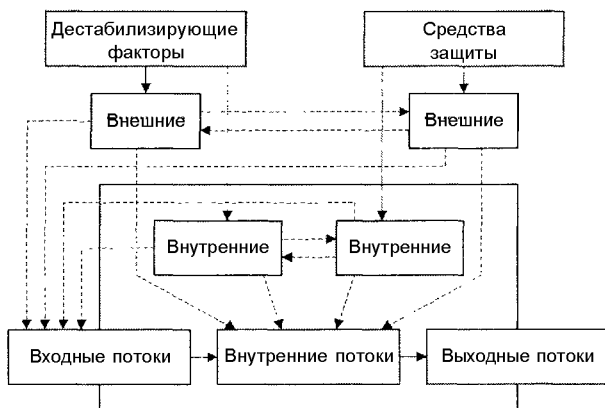 Дестабилизирующие
факторы
Средства
защиты
Внешние
Внешние
Внутренние
Внутренние
Входные потоки
Внутренние потоки
Выходные потоки